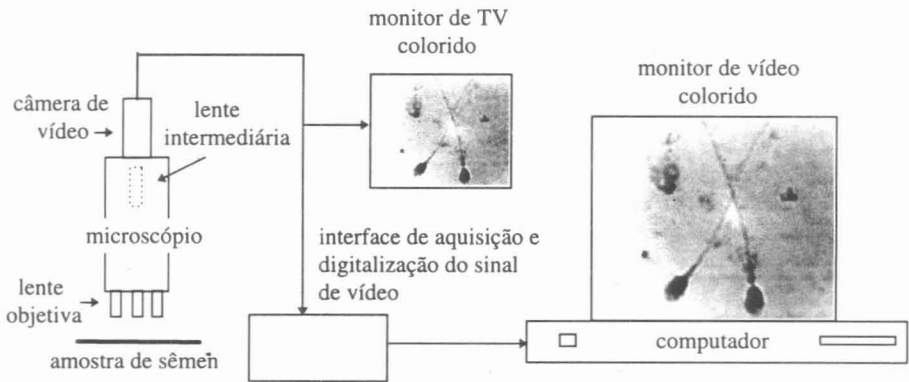 monitor de TV
colorido
monitor de vídeo
colorido
câmera de
vídeo
lente
intermediária
microscópio
interface de aquisição e
digitalização do sinal
de vídeo
lente
objetiva
amostra de sêmen
computador